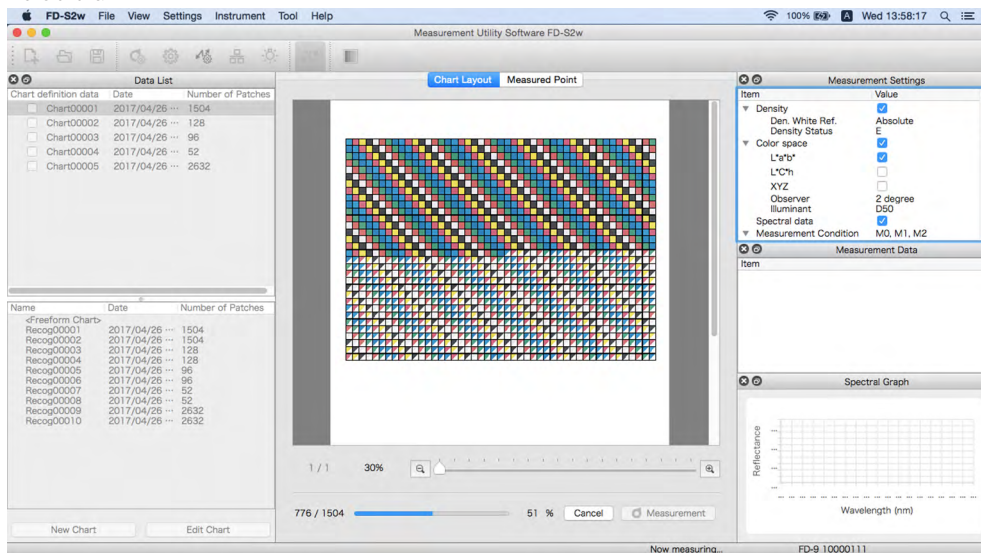 FD-S2w File View Settings Instrument Tool Help 100% A Wed 13:58:17
Measurement Utility Software FD-S2w
Data List
Chart definition data Date Number of Patches
Chart00001 2017/04/26 ··· 1504
Chart00002 2017/04/26 ··· 128
Chart00003 2017/04/26 ··· 96
Chart00004 2017/04/26 ··· 52
Chart00005 2017/04/26 ··· 2632
Name Date Number of Patches
<Freeform Chart>
Recog00001 2017/04/26 ··· 1504
Recog00002 2017/04/26 ··· 1504
Recog00003 2017/04/26 ··· 128
Recog00004 2017/04/26 ··· 128
Recog00005 2017/04/26 ··· 96
Recog00006 2017/04/26 ··· 96
Recog00007 2017/04/26 ··· 52
Recog00008 2017/04/26 ··· 52
Recog00009 2017/04/26 ··· 2632
Recog00010 2017/04/26 ··· 2632
New Chart Edit Chart
Chart Layout Measured Point
1 / 1 30%
776 / 1504 51 % Cancel Measurement
Measurement Settings
Item Value
Density
Den. White Ref. Absolute
Density Status E
Color space
L*a*b*
L*C*h
XYZ
Observer 2 degree
Illuminant D50
Spectral data
Measurement Condition M0, M1, M2
Measurement Data
Item
Spectral Graph
Reflectance
Wavelength (nm)
Now measuring... FD-9 10000111